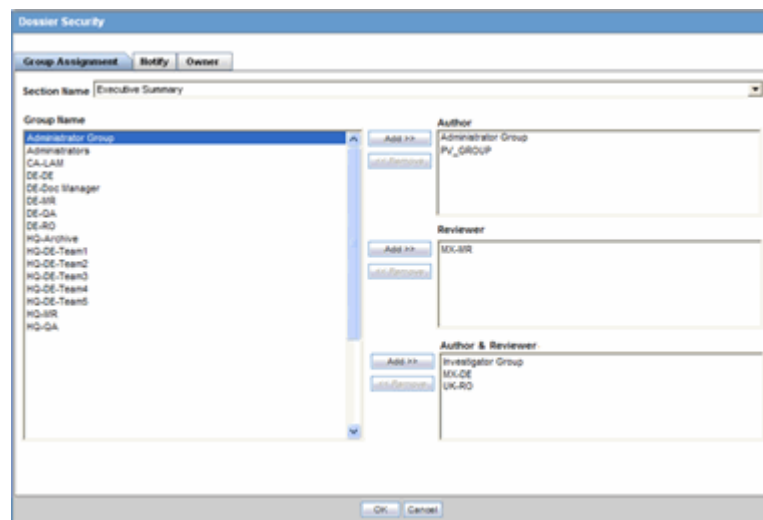 Dossier Security
Group Assignment Notify Owner
Section Name Executive Summary
Group Name
Administrator Group
Administrators
CA-LAM
DE-DE
DE-Doc Manager
DE-MR
DE-QA
DE-RO
HQ-Archive
HQ-DE-Team1
HQ-DE-Team2
HQ-DE-Team3
HQ-DE-Team4
HQ-DE-Team5
HQ-MR
HQ-QA
Add >>
<< Remove
Author
Administrator Group
PV_GROUP
Add >>
<< Remove
Reviewer
MX-MR
Add >>
<< Remove
Author & Reviewer
Investigator Group
MX-DE
UK-RO
OK Cancel